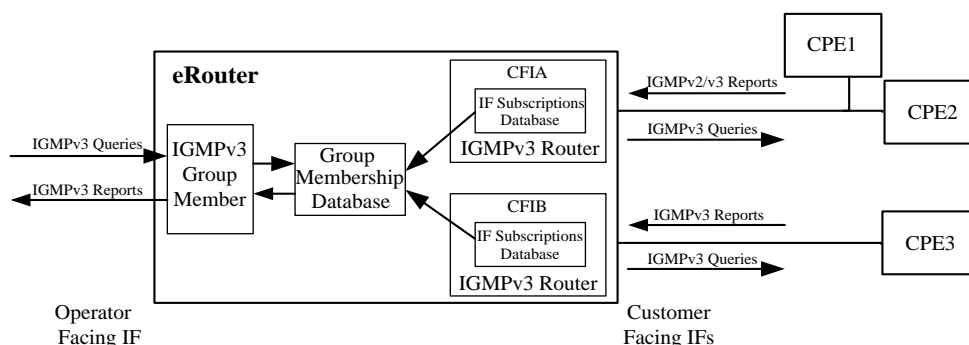 CPE1
eRouter
CFIA
IF Subscriptions
Database
IGMPv3 Router
IGMPv2/v3 Reports
IGMPv3 Queries
CPE2
IGMPv3 Queries
IGMPv3 Reports
IGMPv3
Group
Member
Group
Membership
Database
CFIB
IF Subscriptions
Database
IGMPv3 Router
IGMPv3 Reports
IGMPv3 Queries
CPE3
Operator
Facing IF
Customer
Facing IFs